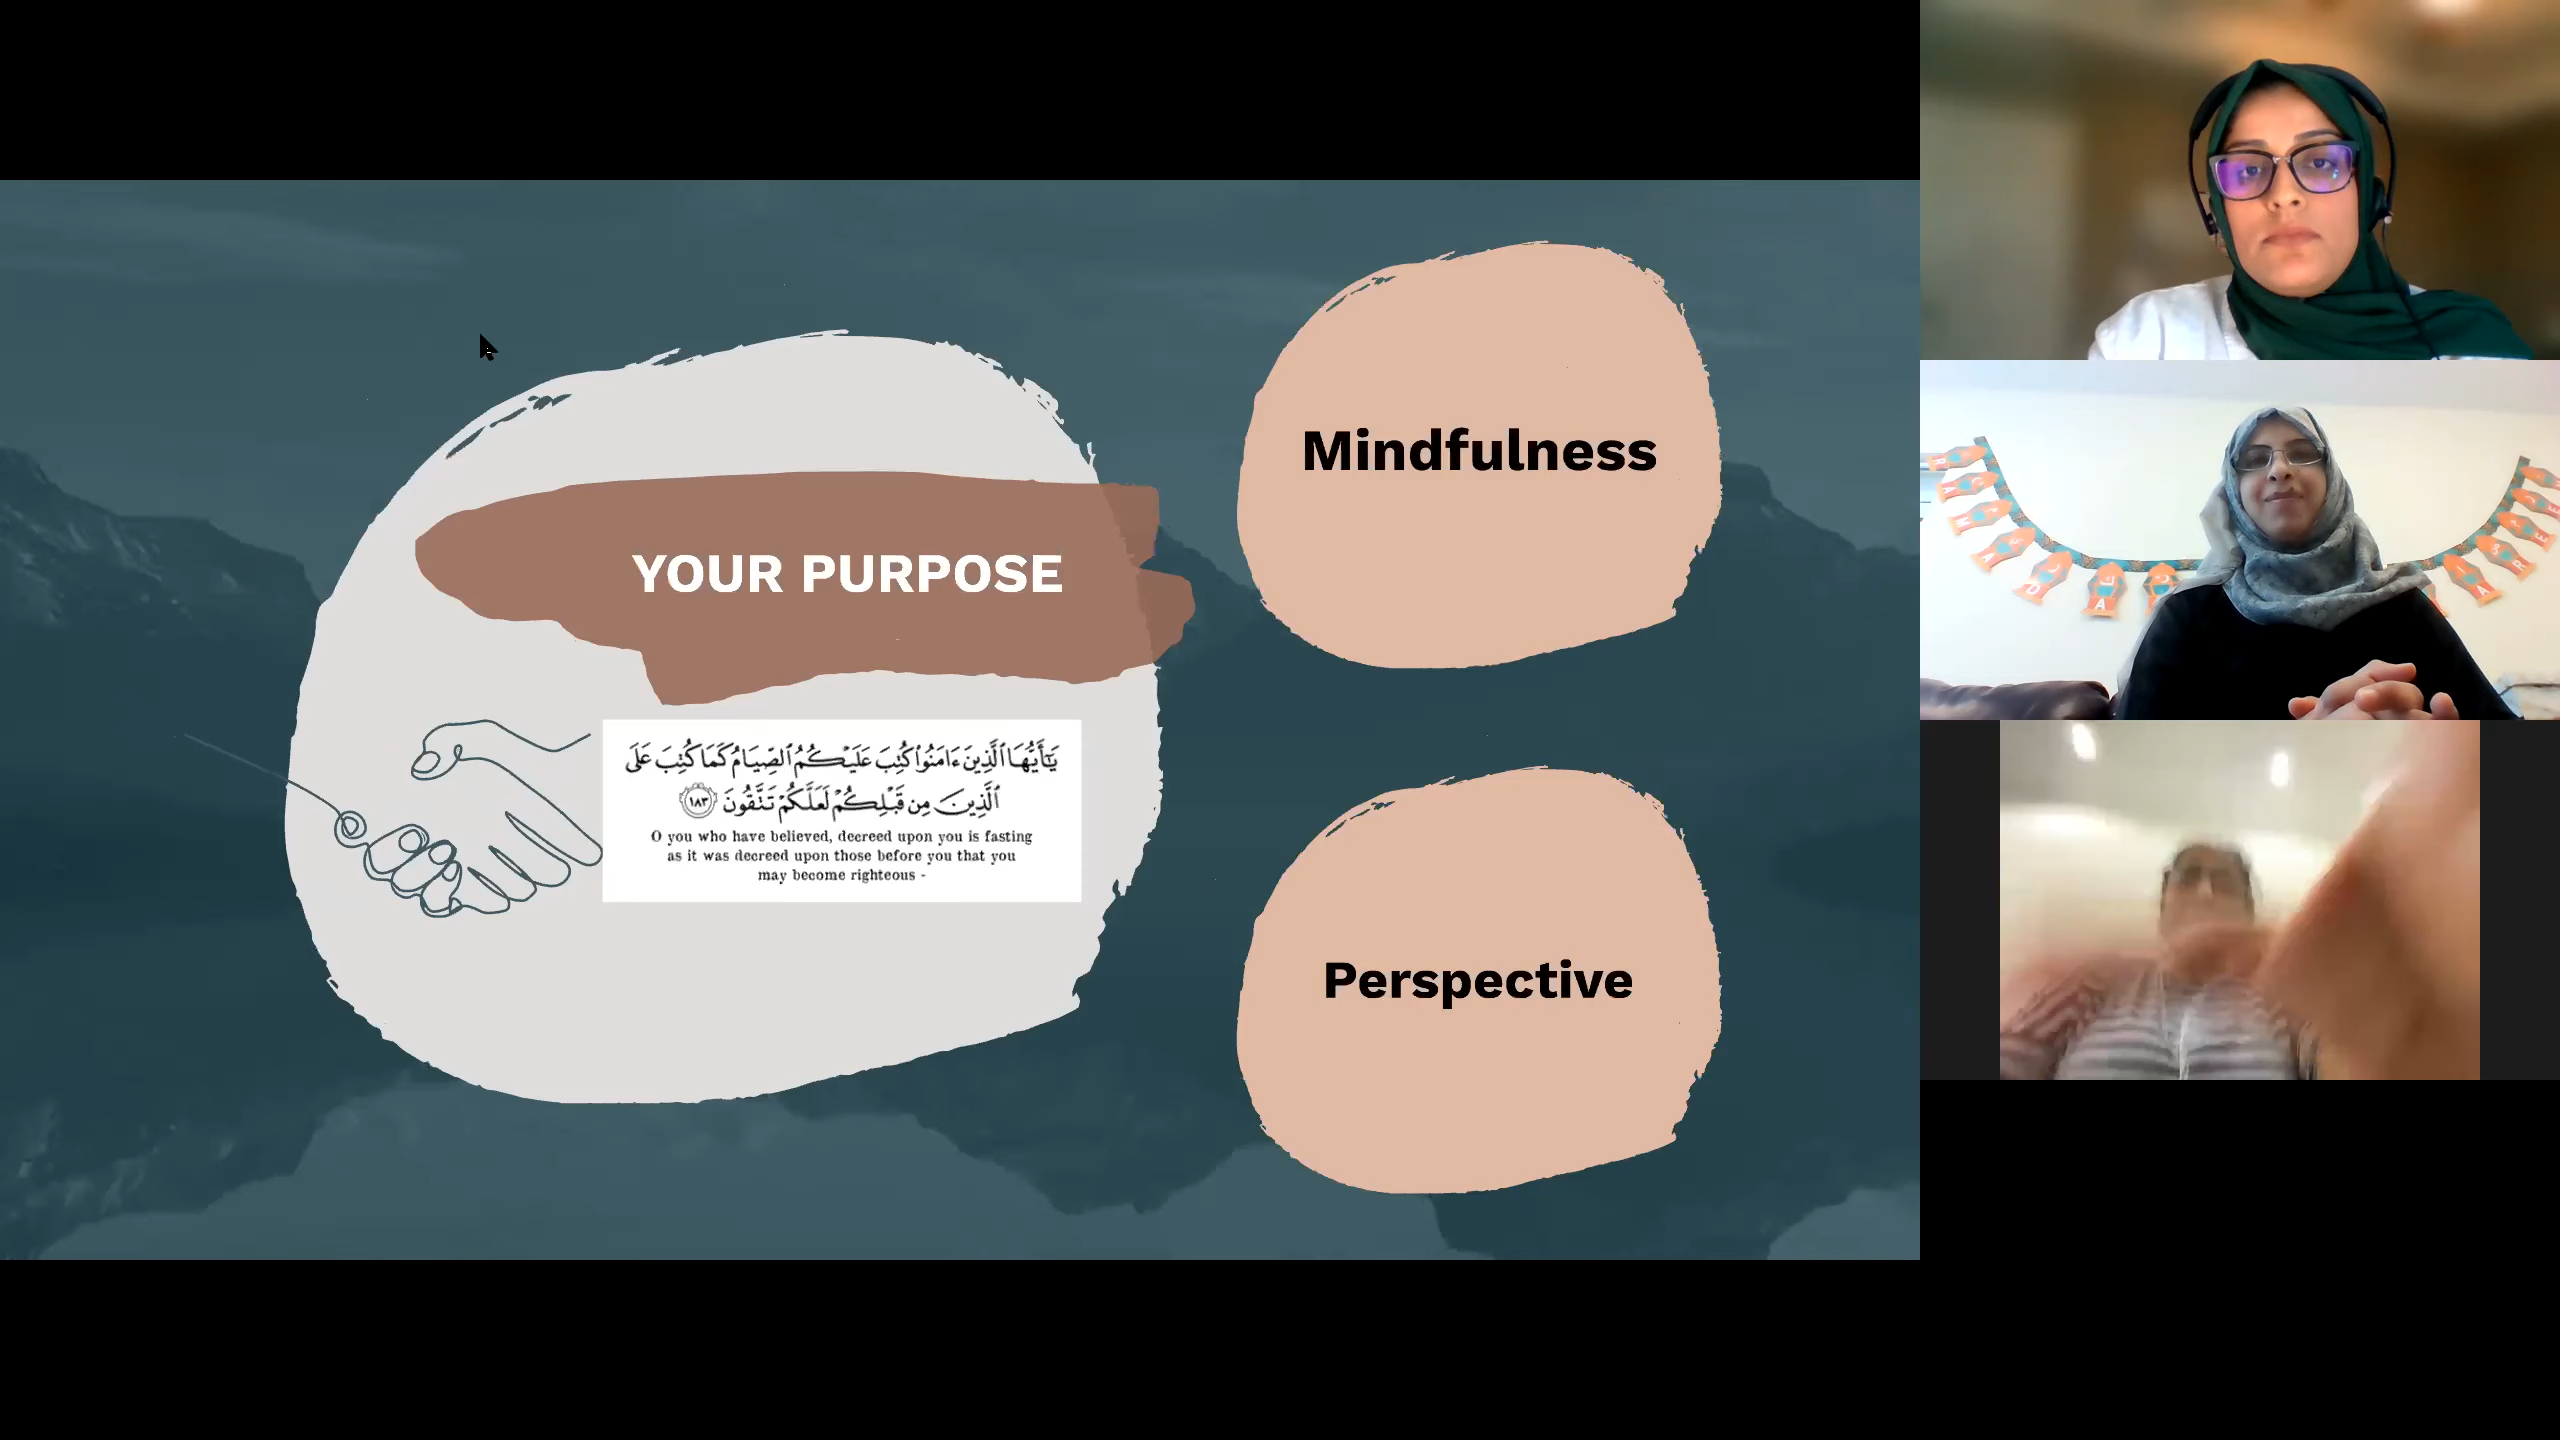 YOUR PURPOSE
يَٰٓأَيُّهَا ٱلَّذِينَ ءَامَنُوا۟ كُتِبَ عَلَيْكُمُ ٱلصِّيَامُ كَمَا كُتِبَ عَلَى
ٱلَّذِينَ مِن قَبْلِكُمْ لَعَلَّكُمْ تَتَّقُونَ ١٨٣
O you who have believed, decreed upon you is fasting
as it was decreed upon those before you that you
may become righteous -
Mindfulness
Perspective